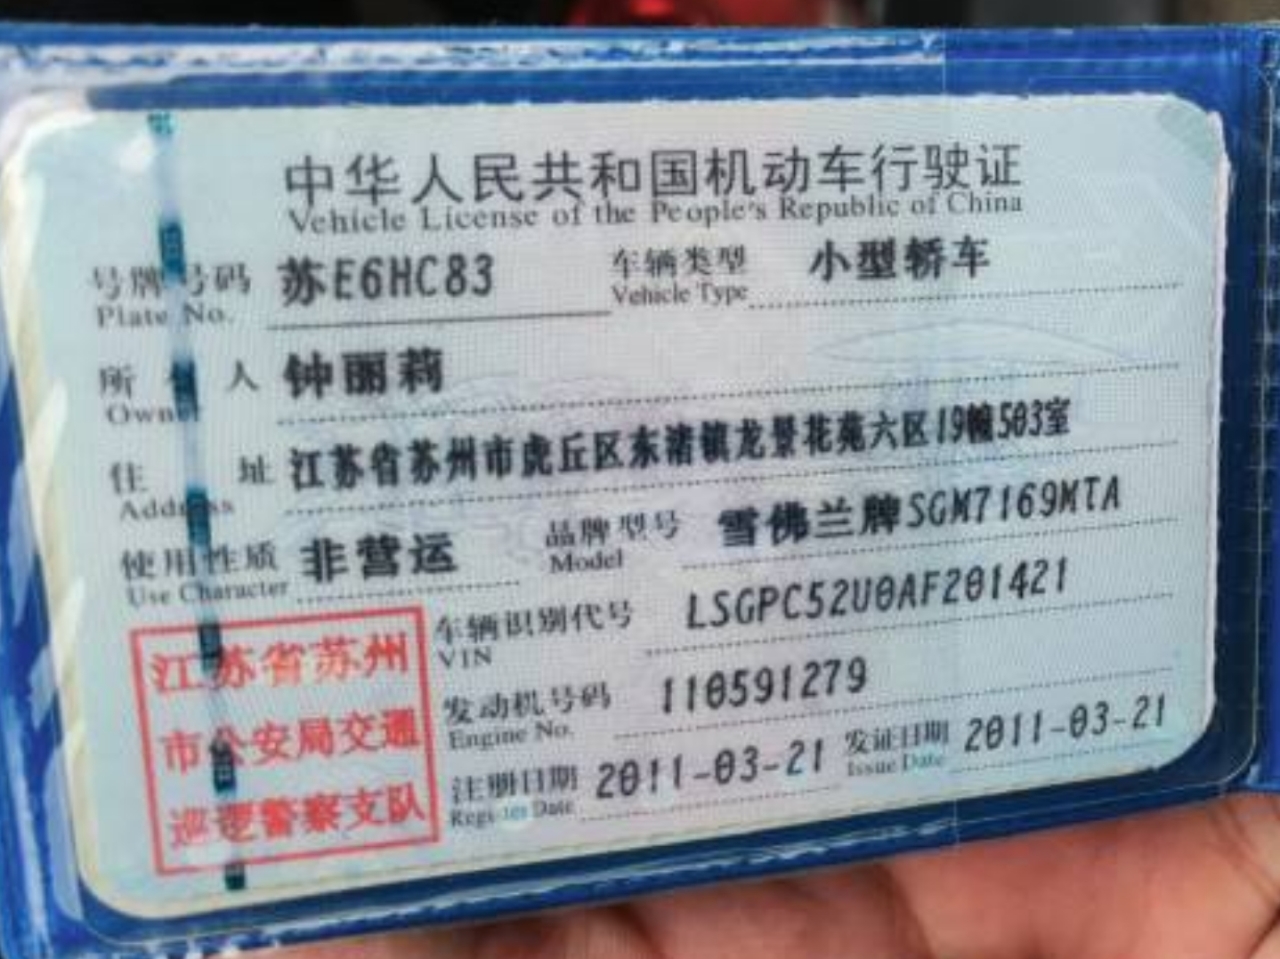 中华人民共和国机动车行驶证
Vehicle License of the People's Republic of China
号牌号码 苏E6HC83 车辆类型 小型轿车
Plate No. Vehicle Type
所有人 钟丽莉
Owner
住址 江苏省苏州市虎丘区东渚镇龙景花苑六区19幢503室
Address
使用性质 非营运 品牌型号 雪佛兰牌SGM7169MTA
Use Character Model
车辆识别代号 LSGPC52U0AF201421
VIN
发动机号码 110591279
Engine No.
注册日期 2011-03-21 发证日期 2011-03-21
Register Date Issue Date
江苏省苏州
市公安局交通
巡逻警察支队